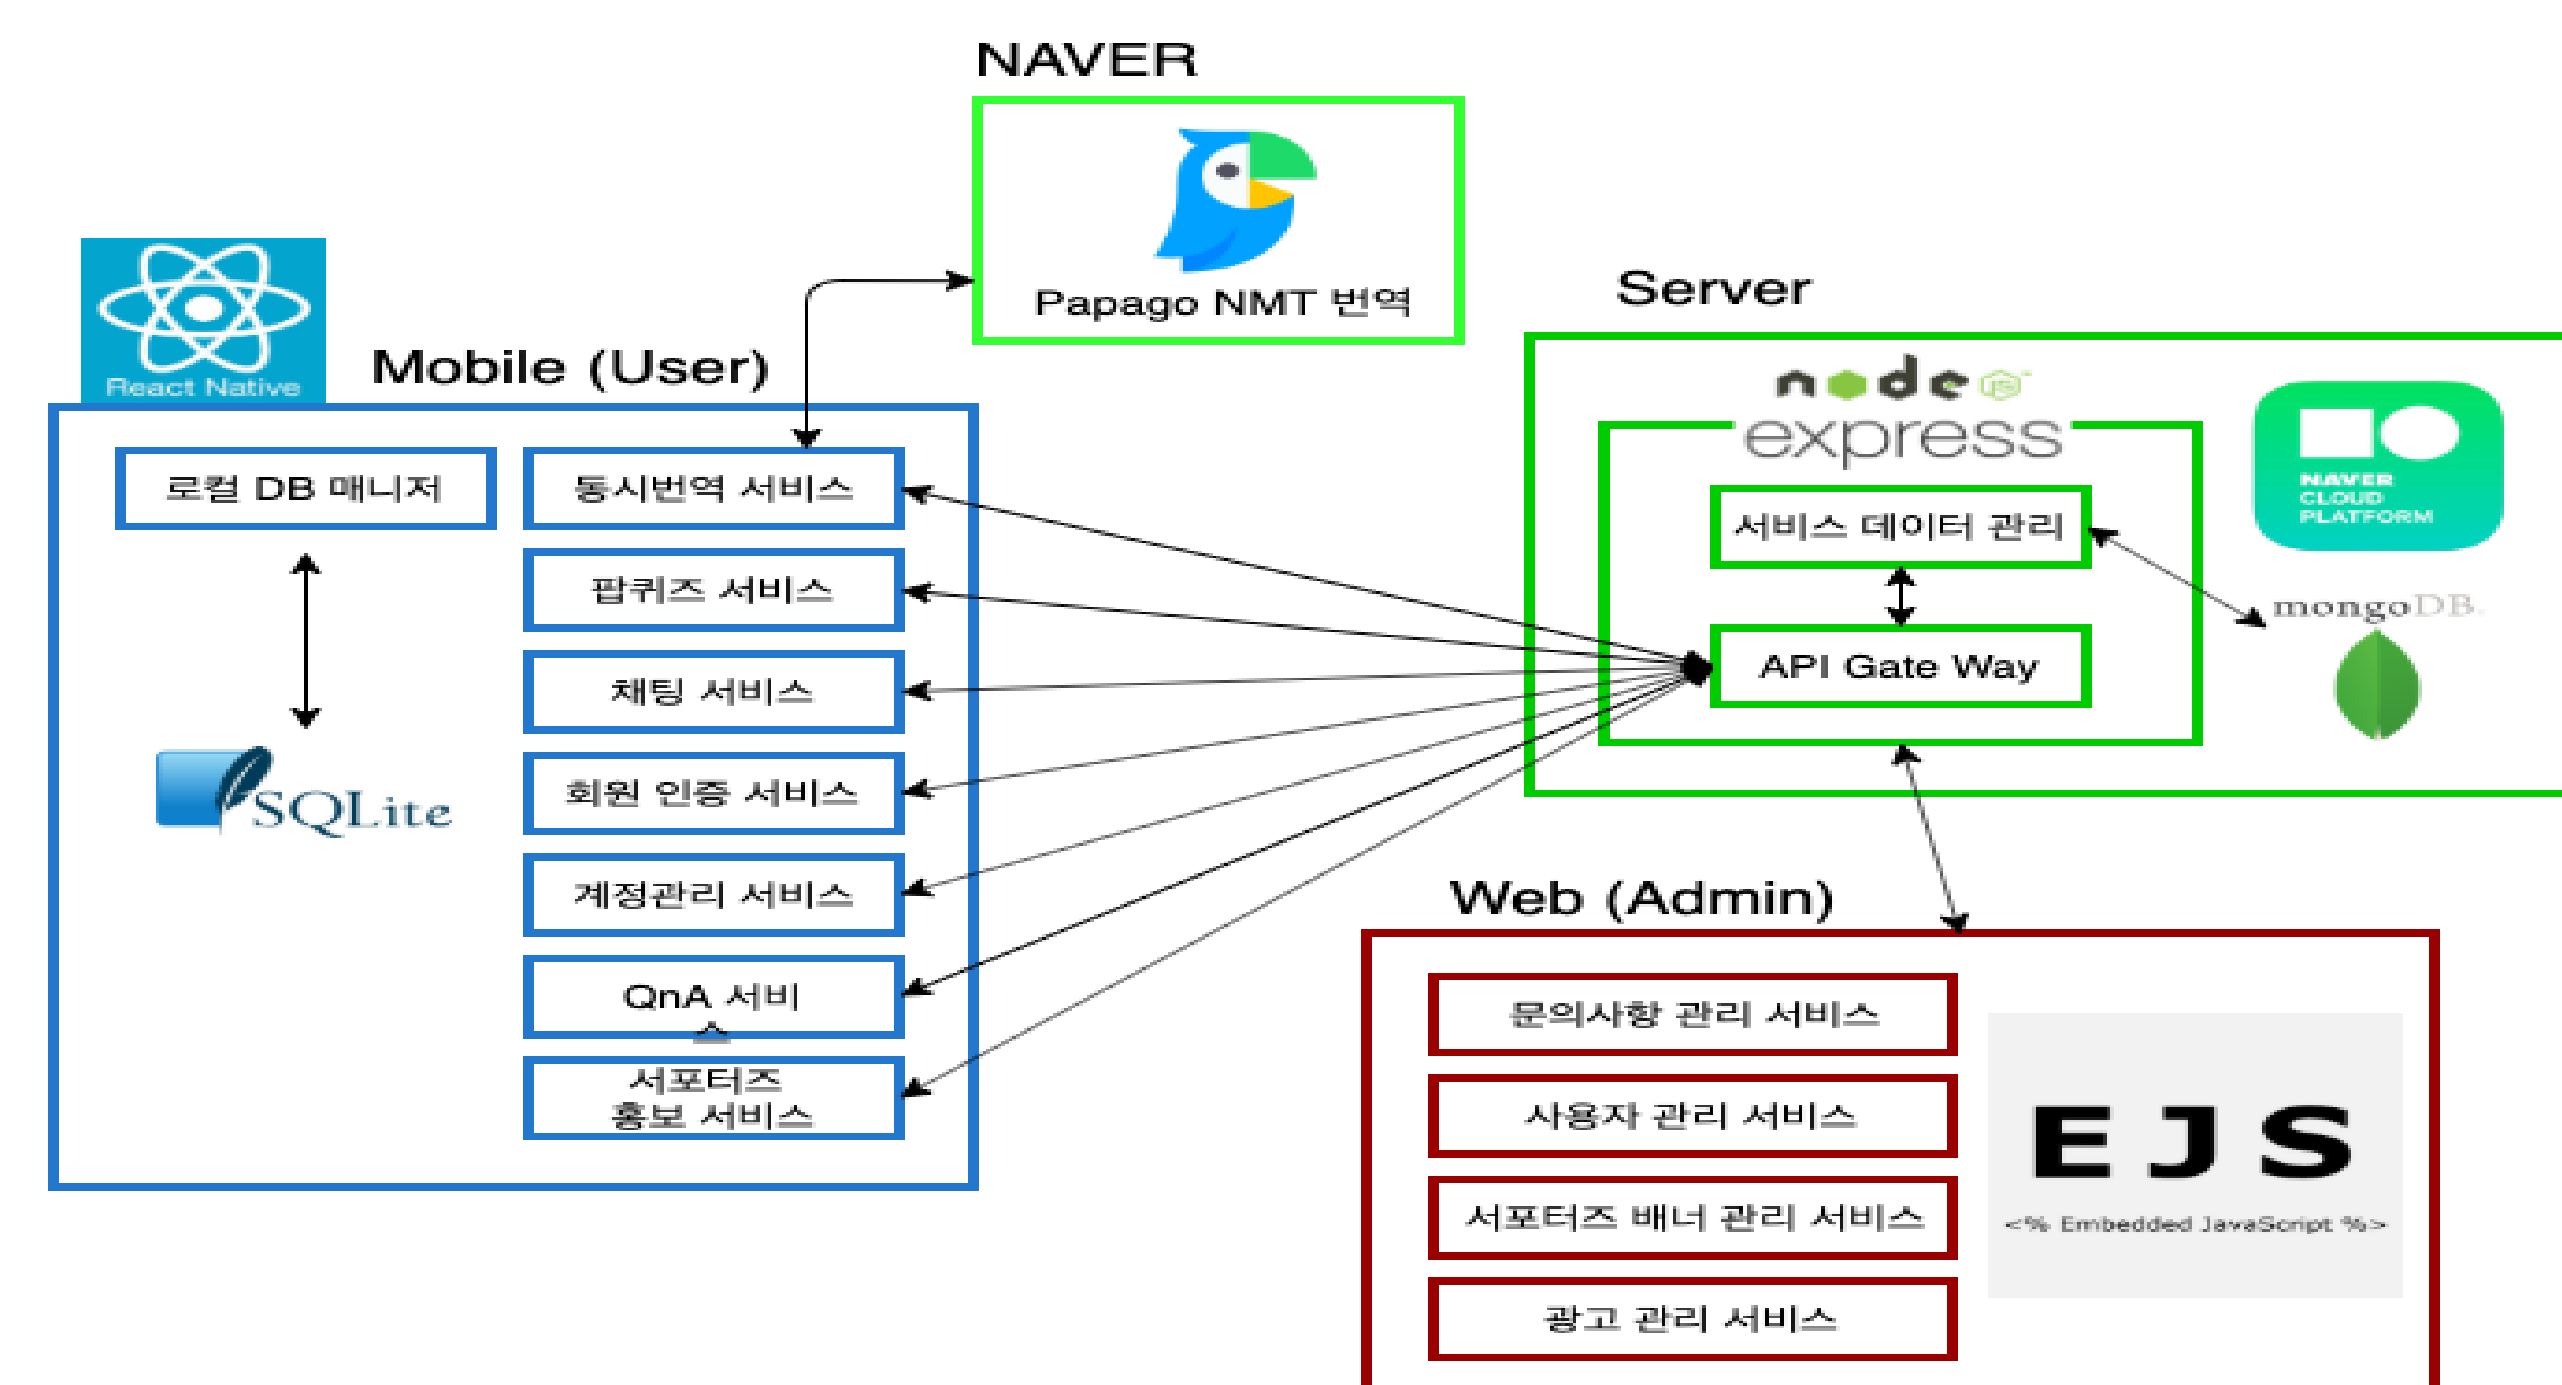 NAVER
Papago NMT 번역
React Native
Mobile (User)
로컬 DB 매니저
SQLite
동시번역 서비스
팝퀴즈 서비스
채팅 서비스
회원 인증 서비스
계정관리 서비스
QnA 서비
스
서포터즈
홍보 서비스
Server
node JS
express
서비스 데이터 관리
API Gate Way
NAVER
CLOUD
PLATFORM
mongoDB.
Web (Admin)
문의사항 관리 서비스
사용자 관리 서비스
서포터즈 배너 관리 서비스
광고 관리 서비스
EJS
<% Embedded JavaScript %>